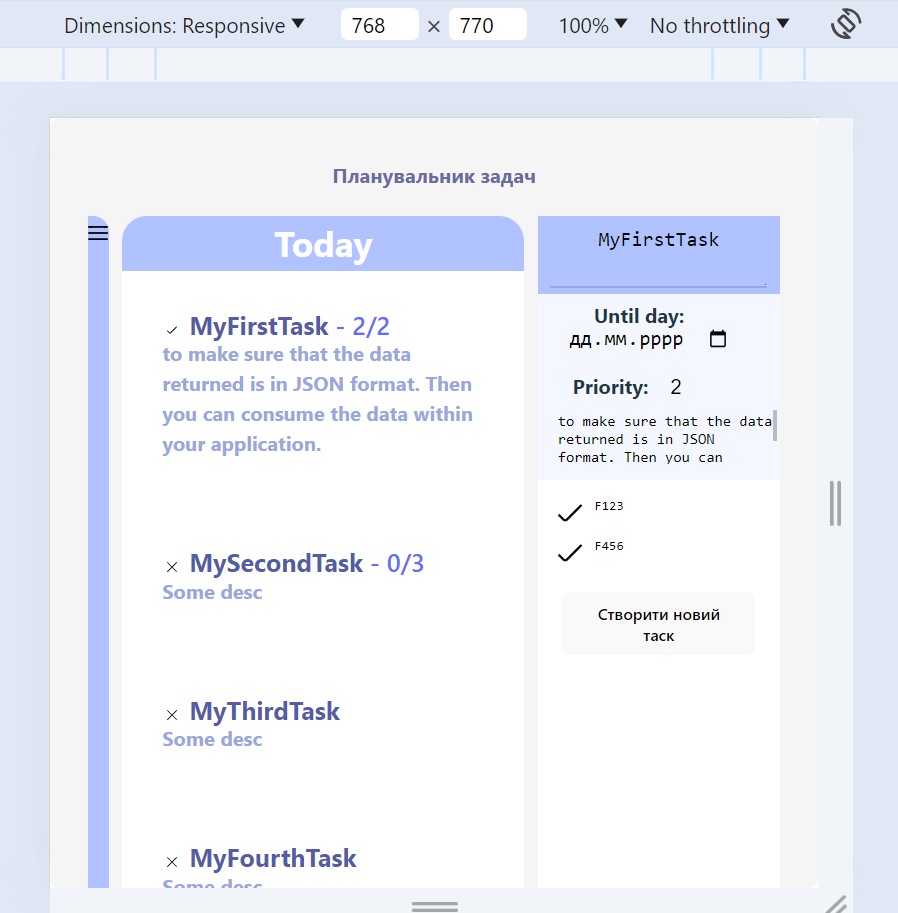 Dimensions: Responsive 768 × 770 100% No throttling
Планувальник задач
Today
MyFirstTask - 2/2
to make sure that the data
returned is in JSON format. Then
you can consume the data within
your application.
MySecondTask - 0/3
Some desc
MyThirdTask
Some desc
MyFourthTask
Some desc
MyFirstTask
Until day:
дд.мм.рррр
Priority: 2
to make sure that the data
returned is in JSON
format. Then you can
F123
F456
Створити новий
таск